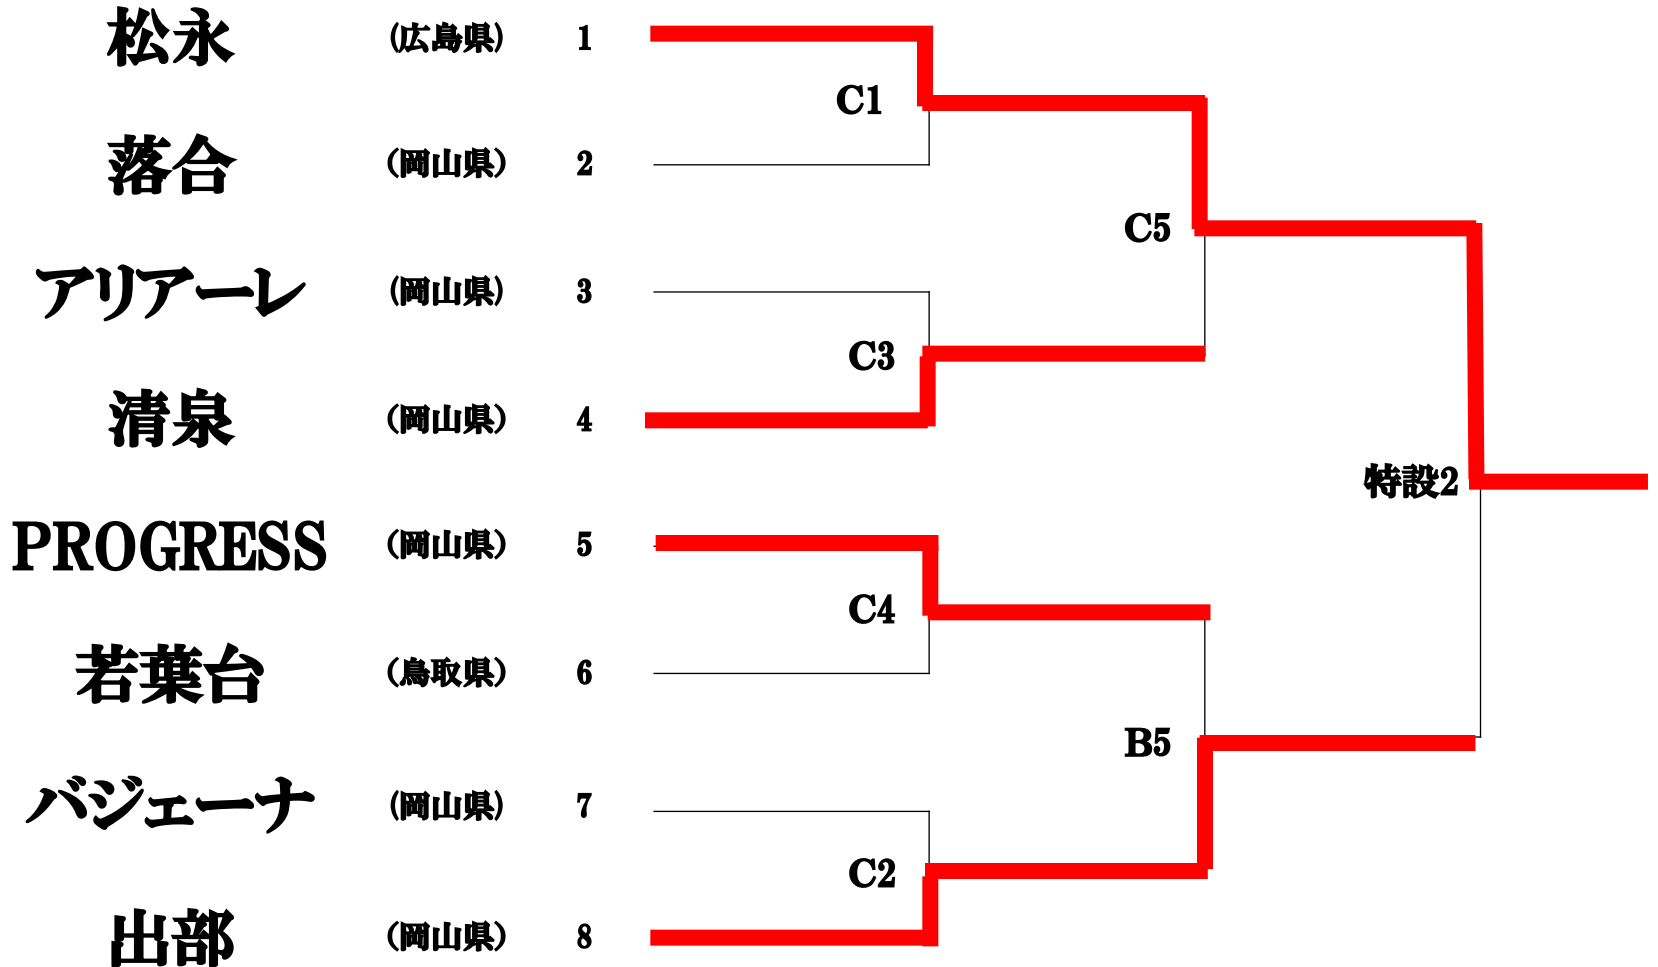 松永 (広島県) 1
C1
落合 (岡山県) 2
C5
アリアーレ (岡山県) 3
C3
清泉 (岡山県) 4
特設2
PROGRESS (岡山県) 5
C4
若葉台 (鳥取県) 6
B5
バジェーナ (岡山県) 7
C2
出部 (岡山県) 8